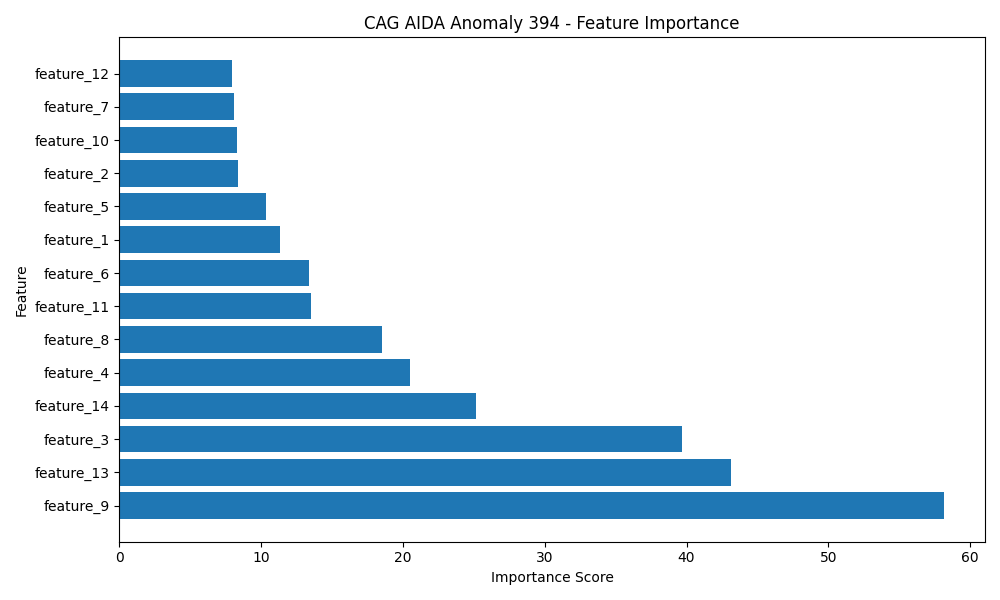 CAG AIDA Anomaly 394 - Feature Importance
Feature
feature_12
feature_7
feature_10
feature_2
feature_5
feature_1
feature_6
feature_11
feature_8
feature_4
feature_14
feature_3
feature_13
feature_9
0 10 20 30 40 50 60
Importance Score